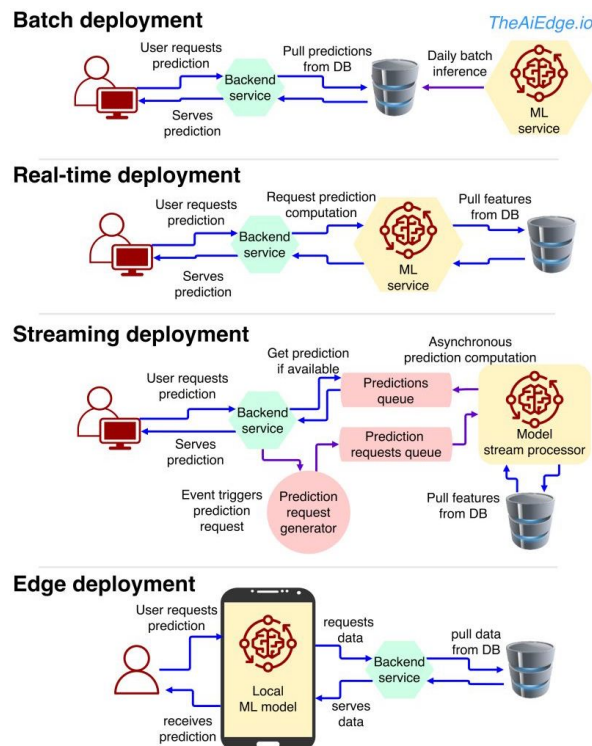 Batch deployment
TheAiEdge.io
User requests
prediction
Backend
service
Serves
prediction
Pull predictions
from DB
Daily batch
inference
ML
service
Real-time deployment
User requests
prediction
Backend
service
Serves
prediction
Request prediction
computation
ML
service
Pull features
from DB
Streaming deployment
User requests
prediction
Backend
service
Serves
prediction
Get prediction
if available
Predictions
queue
Asynchronous
prediction computation
Prediction
requests queue
Model
stream processor
Event triggers
prediction
request
Prediction
request
generator
Pull features
from DB
Edge deployment
User requests
prediction
receives
prediction
Local
ML model
requests
data
Backend
service
serves
data
pull data
from DB